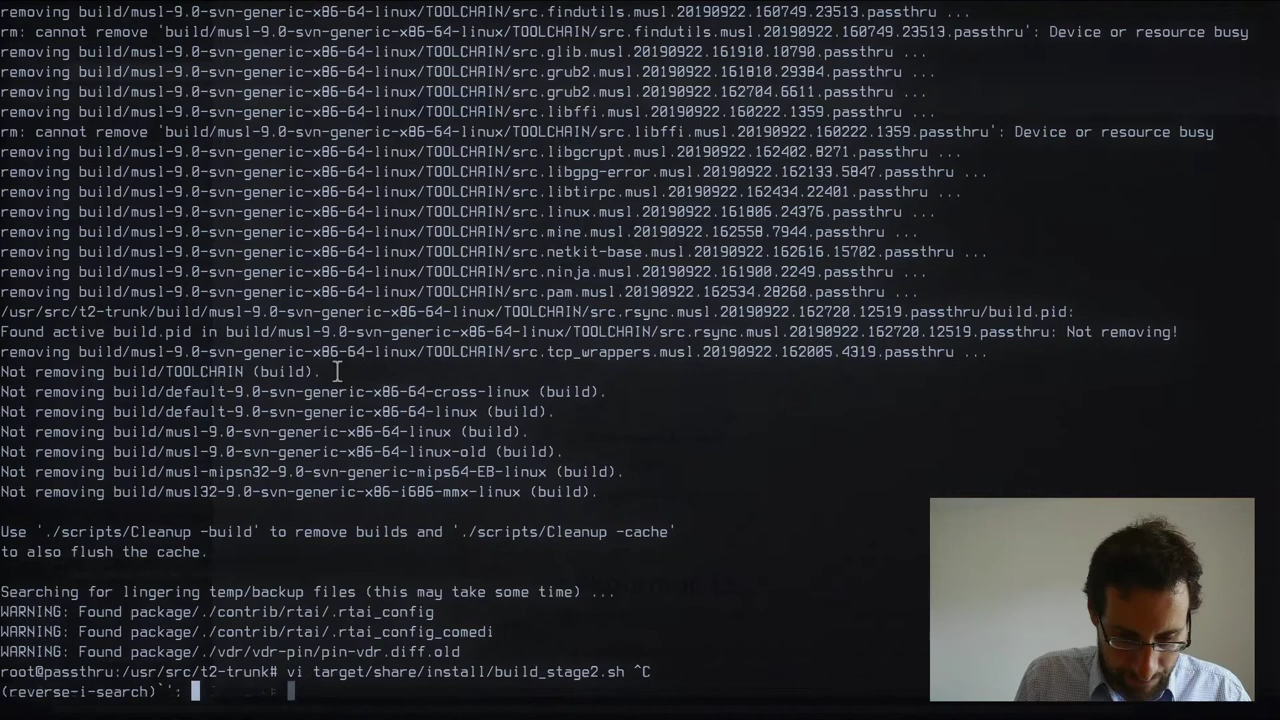 removing build/musl-9.0-svn-generic-x86-64-linux/TOOLCHAIN/src.findutils.musl.20190922.160749.23513.passthru ...
rm: cannot remove 'build/musl-9.0-svn-generic-x86-64-linux/TOOLCHAIN/src.findutils.musl.20190922.160749.23513.passthru': Device or resource busy
removing build/musl-9.0-svn-generic-x86-64-linux/TOOLCHAIN/src.glib.musl.20190922.161910.10790.passthru ...
removing build/musl-9.0-svn-generic-x86-64-linux/TOOLCHAIN/src.grub2.musl.20190922.161810.29384.passthru ...
removing build/musl-9.0-svn-generic-x86-64-linux/TOOLCHAIN/src.grub2.musl.20190922.162704.6611.passthru ...
removing build/musl-9.0-svn-generic-x86-64-linux/TOOLCHAIN/src.libffi.musl.20190922.160222.1359.passthru ...
rm: cannot remove 'build/musl-9.0-svn-generic-x86-64-linux/TOOLCHAIN/src.libffi.musl.20190922.160222.1359.passthru': Device or resource busy
removing build/musl-9.0-svn-generic-x86-64-linux/TOOLCHAIN/src.libgcrypt.musl.20190922.162402.8271.passthru ...
removing build/musl-9.0-svn-generic-x86-64-linux/TOOLCHAIN/src.libgpg-error.musl.20190922.162133.5047.passthru ...
removing build/musl-9.0-svn-generic-x86-64-linux/TOOLCHAIN/src.libtirpc.musl.20190922.162434.22401.passthru ...
removing build/musl-9.0-svn-generic-x86-64-linux/TOOLCHAIN/src.linux.musl.20190922.161806.24376.passthru ...
removing build/musl-9.0-svn-generic-x86-64-linux/TOOLCHAIN/src.mine.musl.20190922.162558.7944.passthru ...
removing build/musl-9.0-svn-generic-x86-64-linux/TOOLCHAIN/src.netkit-base.musl.20190922.162616.15702.passthru ...
removing build/musl-9.0-svn-generic-x86-64-linux/TOOLCHAIN/src.ninja.musl.20190922.161900.2249.passthru ...
removing build/musl-9.0-svn-generic-x86-64-linux/TOOLCHAIN/src.pam.musl.20190922.162534.28260.passthru ...
/usr/src/t2-trunk/build/musl-9.0-svn-generic-x86-64-linux/TOOLCHAIN/src.rsync.musl.20190922.162720.12519.passthru/build.pid:
Found active build.pid in build/musl-9.0-svn-generic-x86-64-linux/TOOLCHAIN/src.rsync.musl.20190922.162720.12519.passthru: Not removing!
removing build/musl-9.0-svn-generic-x86-64-linux/TOOLCHAIN/src.tcp_wrappers.musl.20190922.162005.4319.passthru ...
Not removing build/TOOLCHAIN (build).
Not removing build/default-9.0-svn-generic-x86-64-cross-linux (build).
Not removing build/default-9.0-svn-generic-x86-64-linux (build).
Not removing build/musl-9.0-svn-generic-x86-64-linux (build).
Not removing build/musl-9.0-svn-generic-x86-64-linux-old (build).
Not removing build/musl-mipsn32-9.0-svn-generic-mips64-EB-linux (build).
Not removing build/musl32-9.0-svn-generic-x86-i686-mmx-linux (build).
Use './scripts/Cleanup -build' to remove builds and './scripts/Cleanup -cache'
to also flush the cache.
Searching for lingering temp/backup files (this may take some time) ...
WARNING: Found package/./contrib/rtai/.rtai_config
WARNING: Found package/./contrib/rtai/.rtai_config_comedi
WARNING: Found package/./vdr/vdr-pin/pin-vdr.diff.old
root@passthru:/usr/src/t2-trunk# vi target/share/install/build_stage2.sh ^C
(reverse-i-search)`':